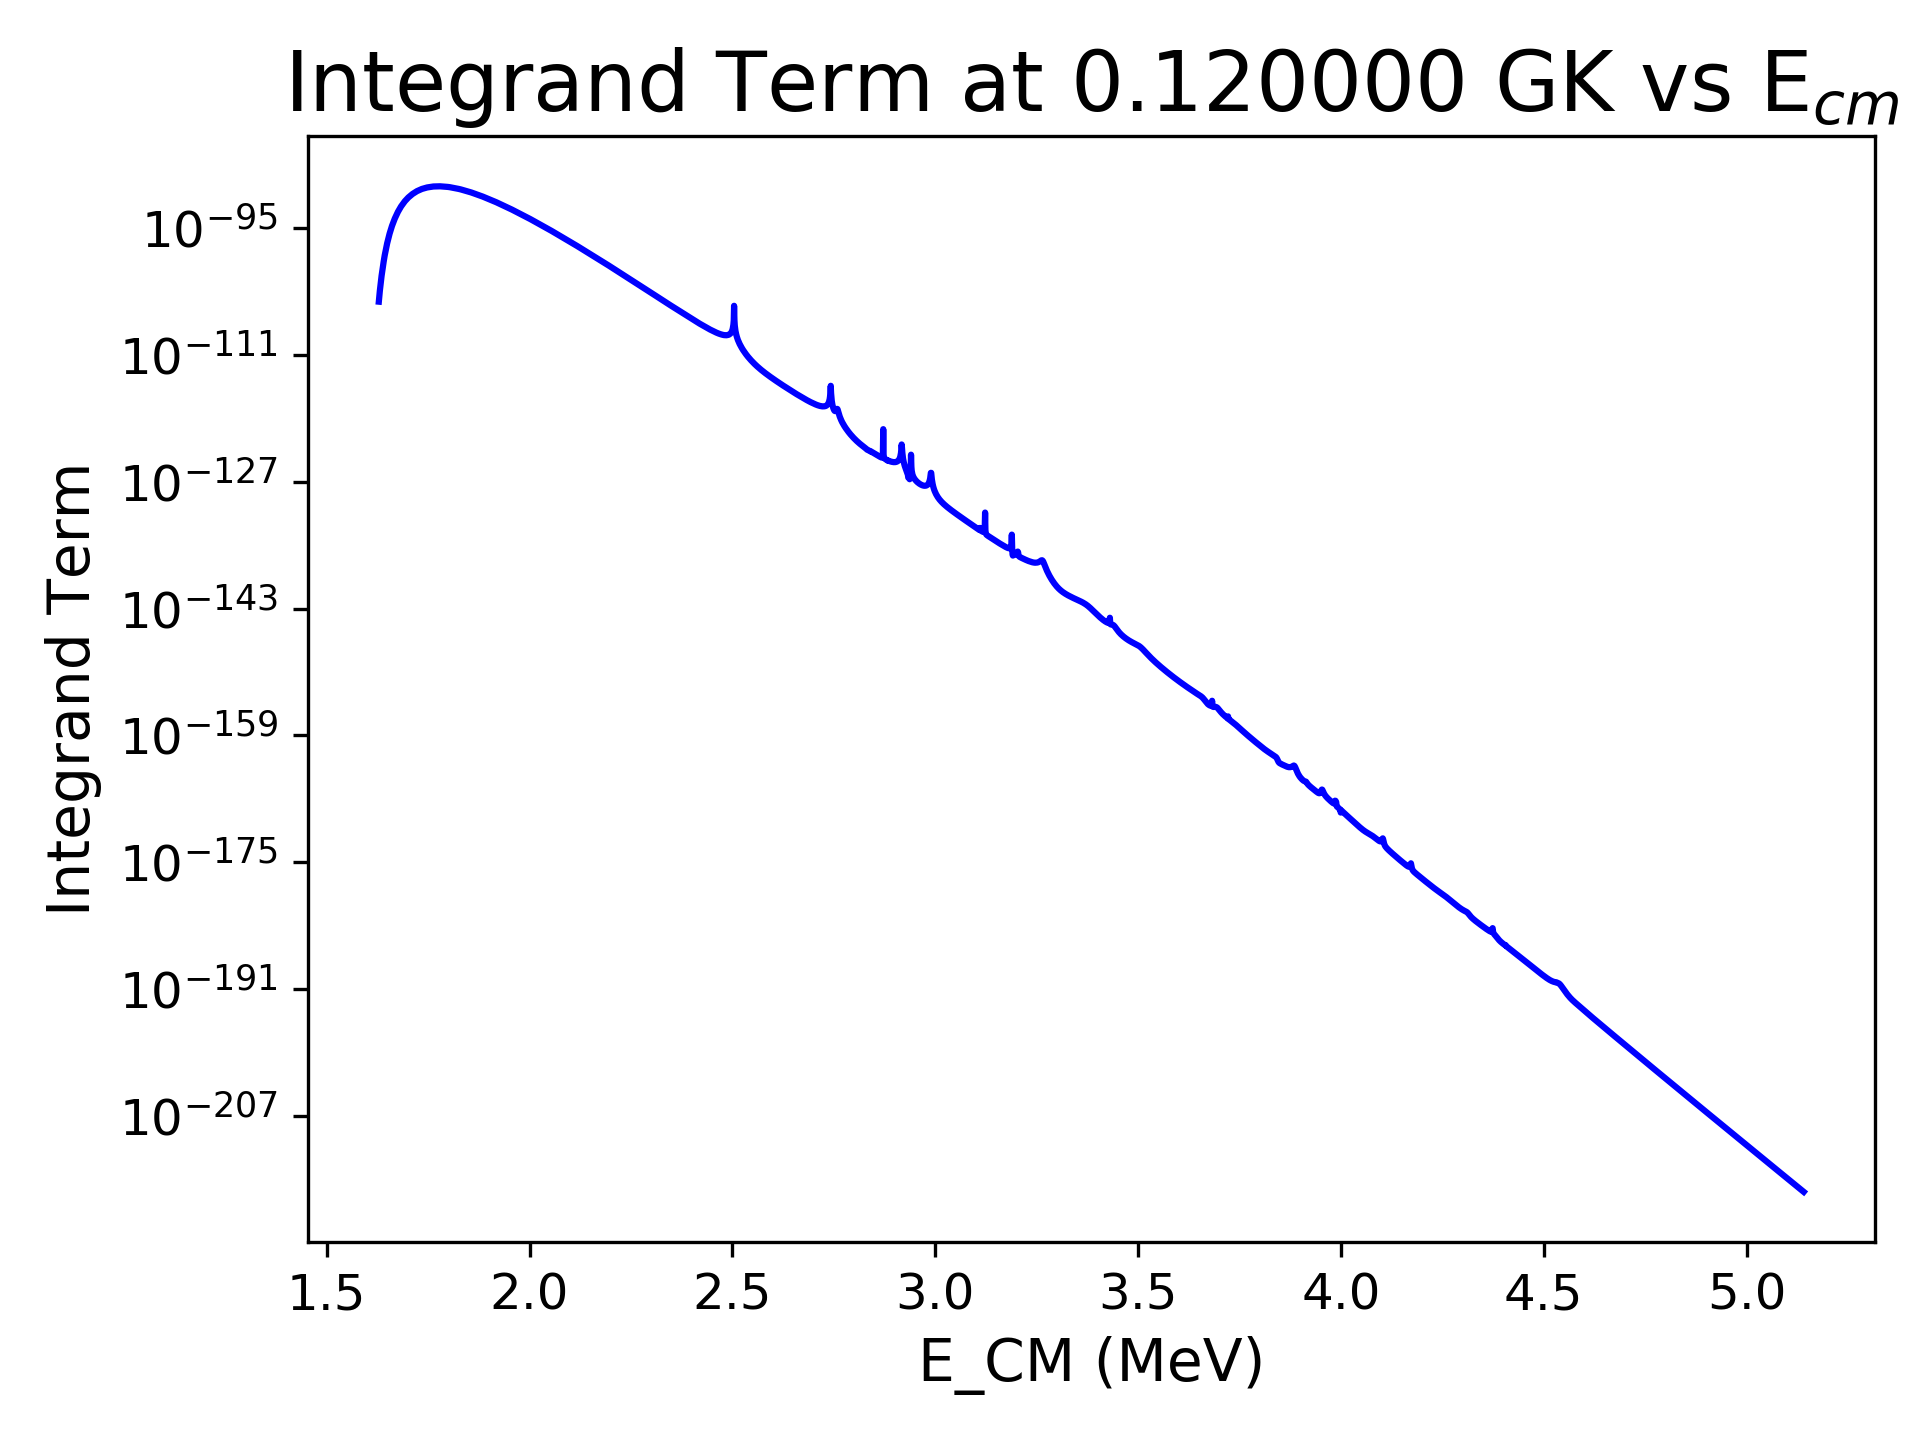 Integrand Term at 0.120000 GK vs E_{cm}
Integrand Term
10^{-95}
10^{-111}
10^{-127}
10^{-143}
10^{-159}
10^{-175}
10^{-191}
10^{-207}
1.5 2.0 2.5 3.0 3.5 4.0 4.5 5.0
E_CM (MeV)